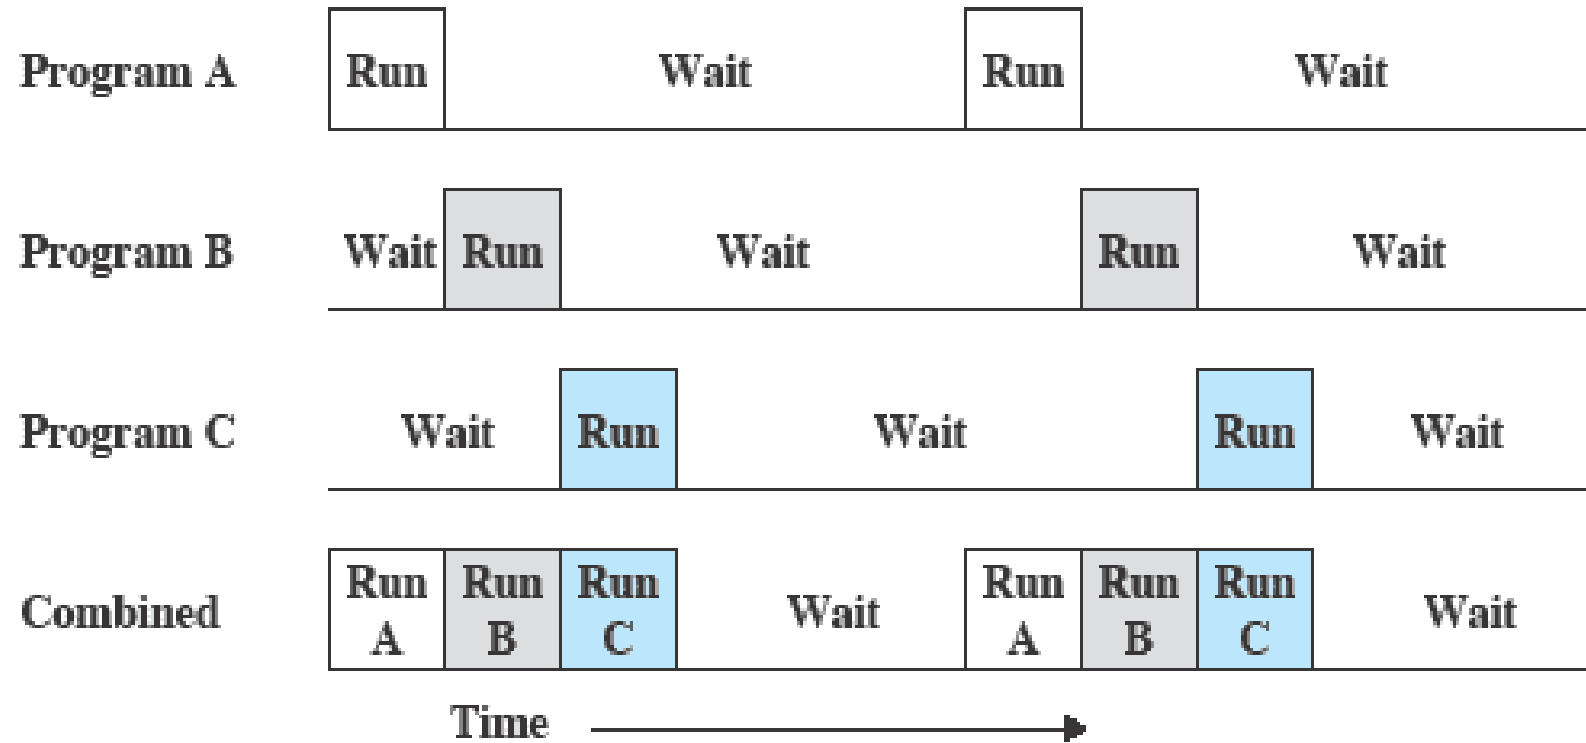 Program A Run Wait Run Wait
Program B Wait Run Wait Run Wait
Program C Wait Run Wait Run Wait
Combined Run A Run B Run C Wait Run A Run B Run C Wait
Time